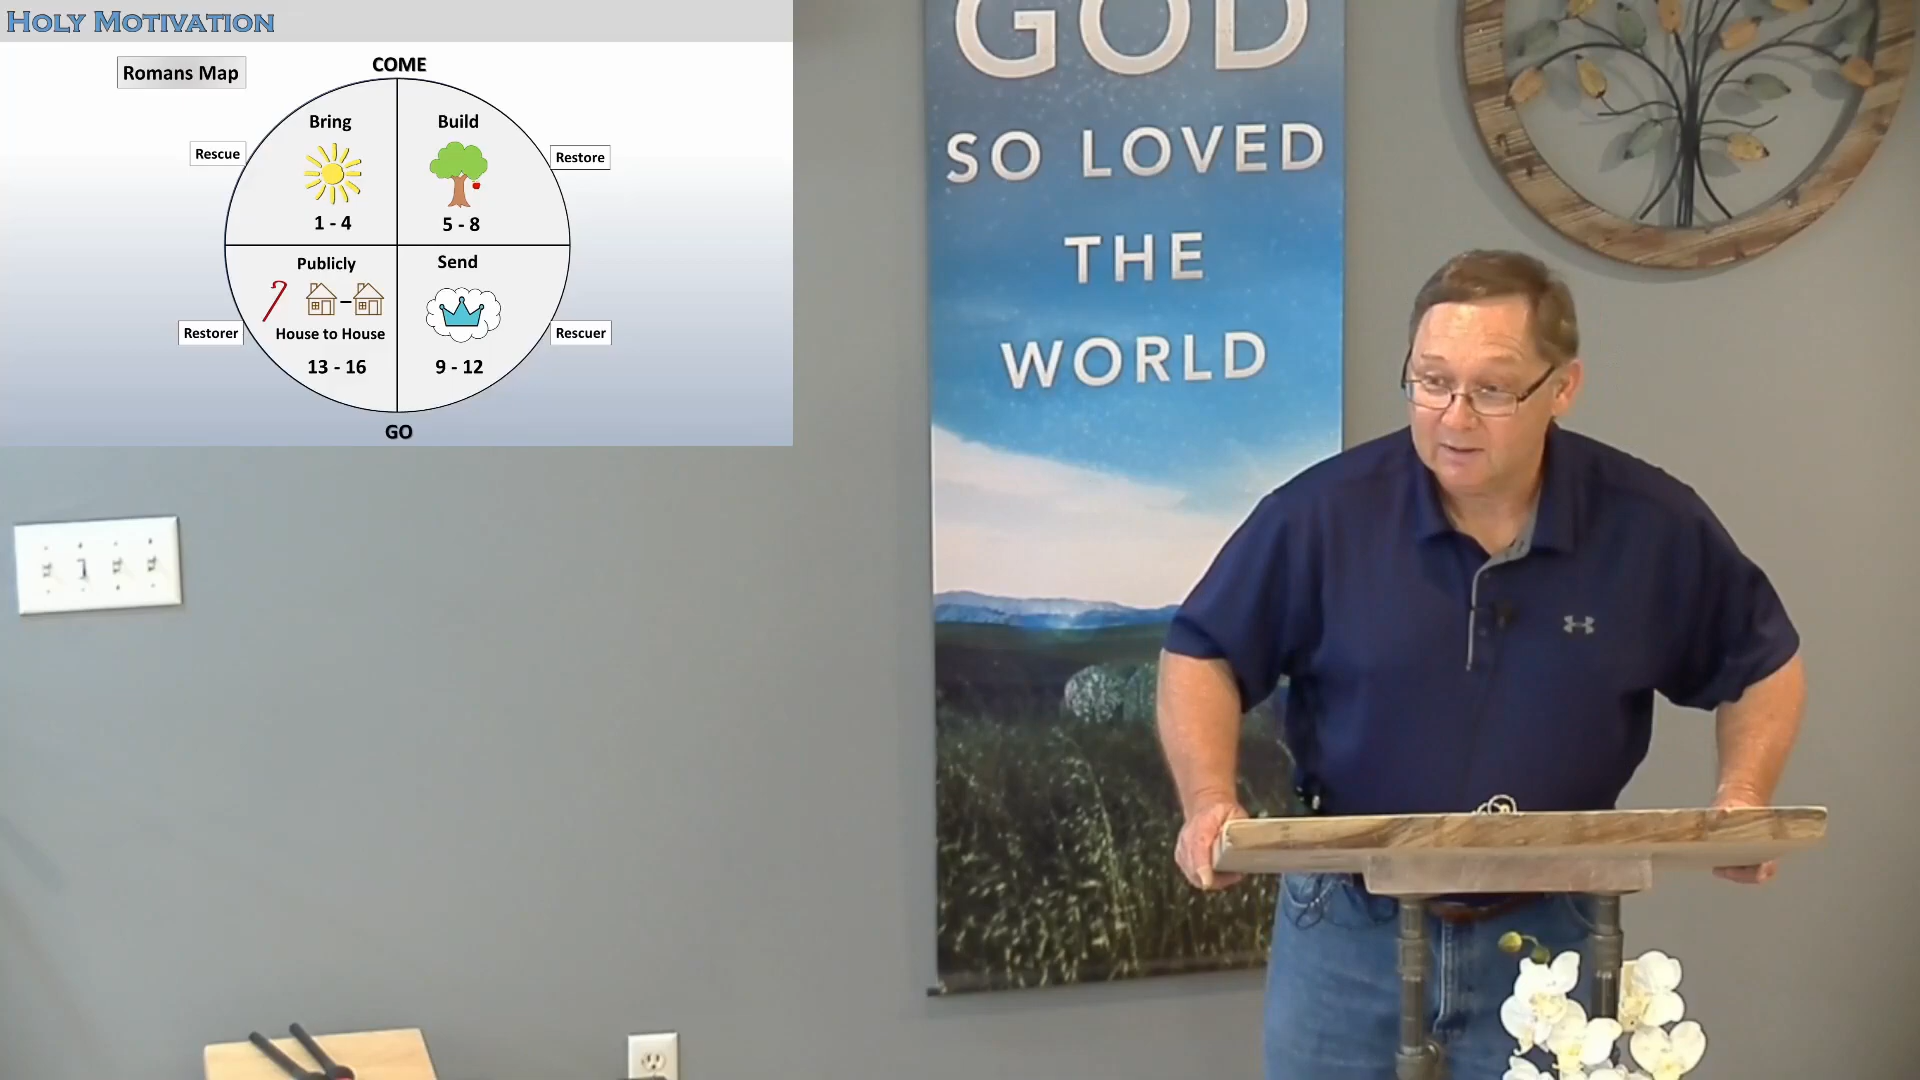 HOLY MOTIVATION
Romans Map
COME
Bring
Build
Rescue
Restore
1 - 4
5 - 8
Publicly
Send
Restorer
House to House
Rescuer
13 - 16
9 - 12
GO
GOD
SO LOVED
THE
WORLD